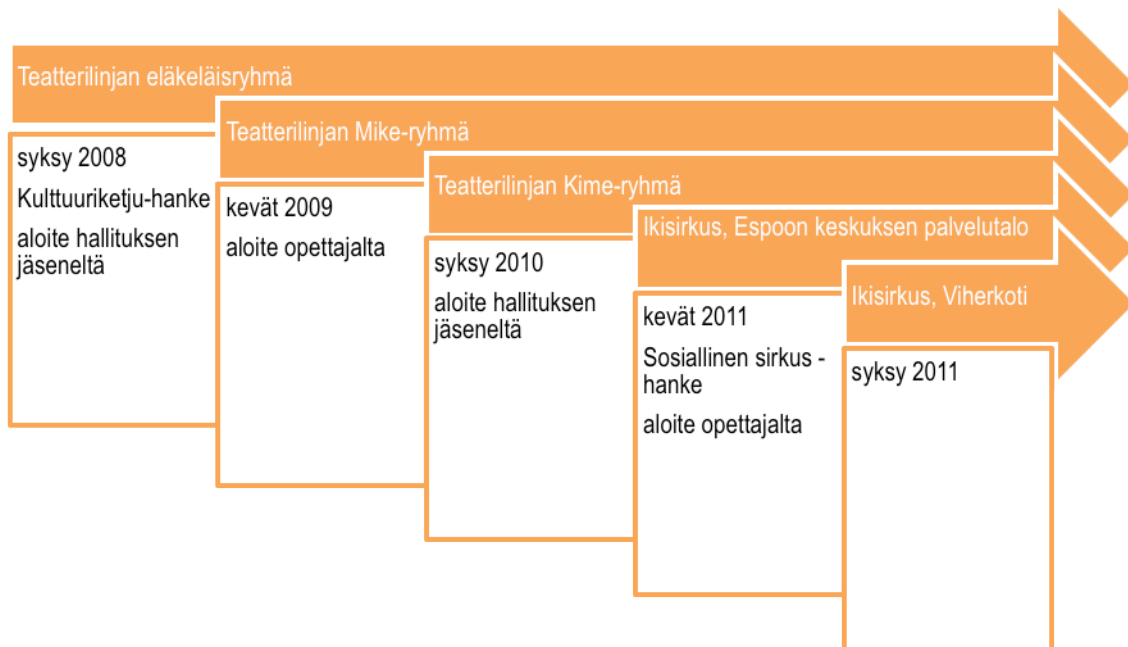 Teatterilinjan eläkeläisryhmä
syksy 2008
Kulttuuriketju-hanke
aloite hallituksen
jäseneltä
Teatterilinjan Mike-ryhmä
kevät 2009
aloite opettajalta
Teatterilinjan Kime-ryhmä
syksy 2010
aloite hallituksen
jäseneltä
Ikisirkus, Espoon keskuksen palvelutalo
kevät 2011
Sosiallinen sirkus -
hanke
aloite opettajalta
Ikisirkus, Viherkoti
syksy 2011